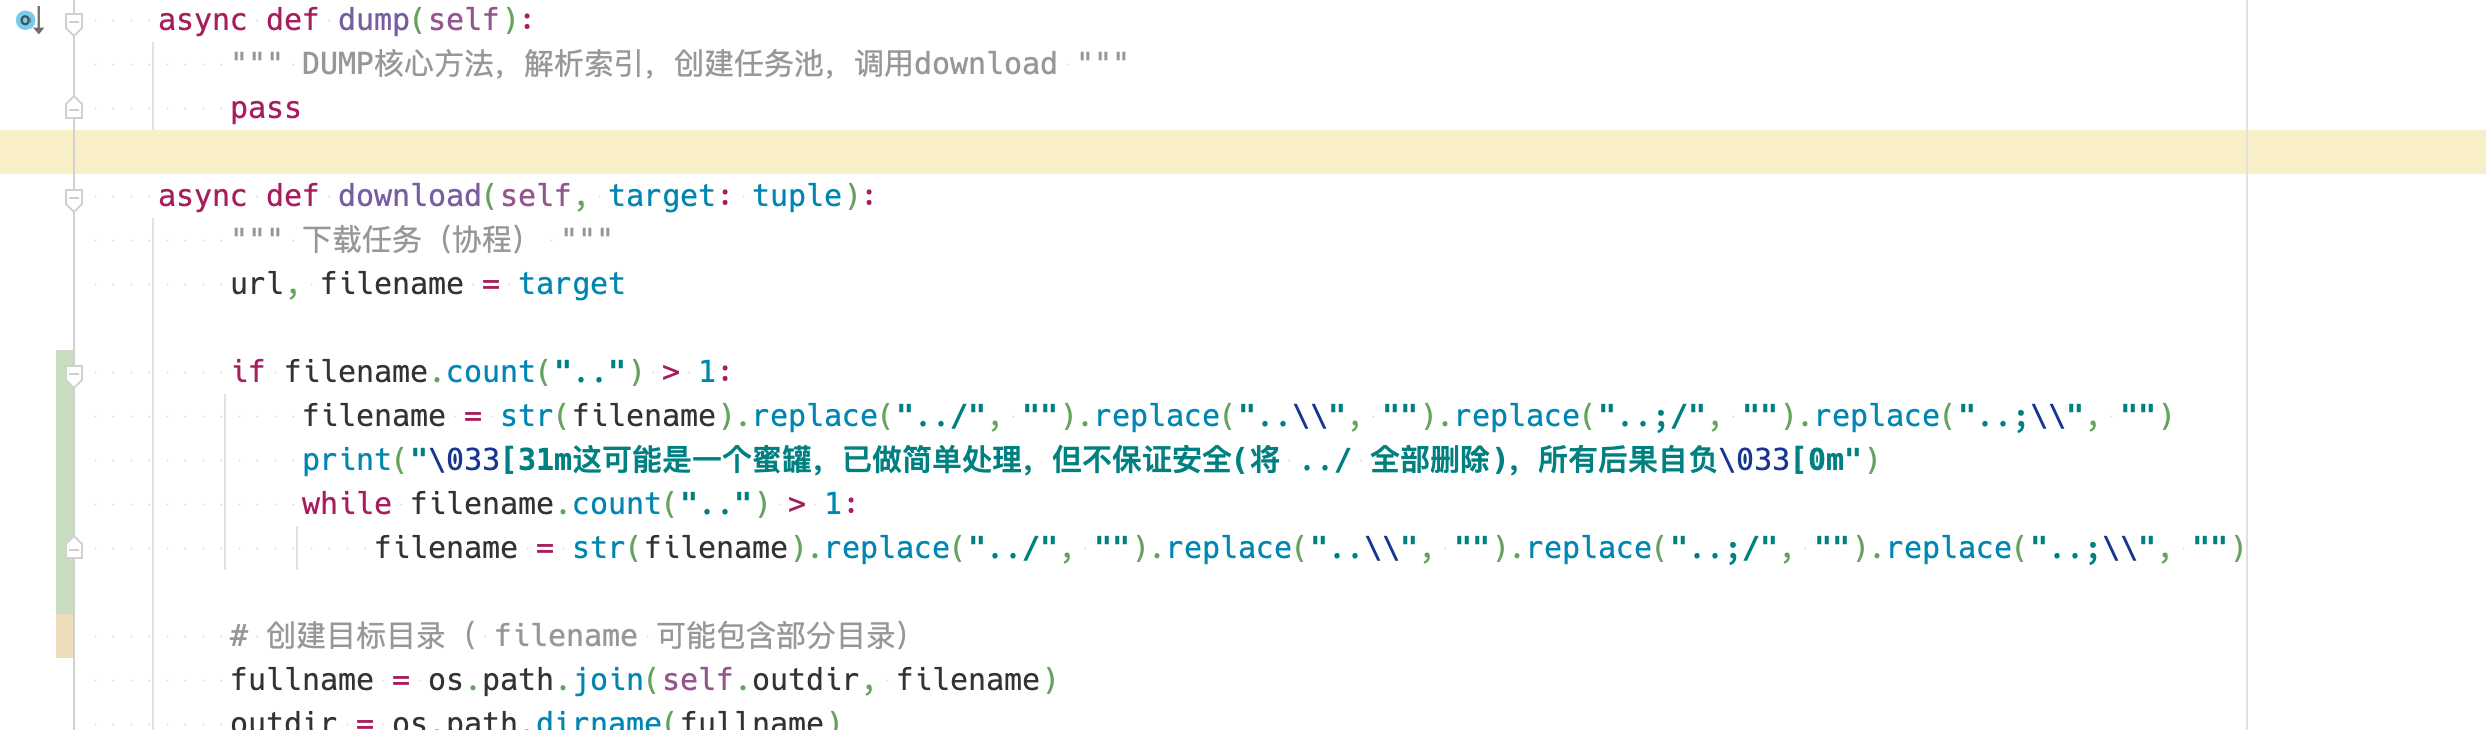 async def dump(self):
""" DUMP核心方法，解析索引，创建任务池，调用download """
pass
async def download(self, target: tuple):
""" 下载任务（协程） """
url, filename = target
if filename.count("..") > 1:
filename = str(filename).replace("../", "").replace("..\\", "").replace("..;/", "").replace("..;\\", "")
print("\033[31m这可能是一个蜜罐，已做简单处理，但不保证安全(将 ../ 全部删除)，所有后果自负\033[0m")
while filename.count("..") > 1:
filename = str(filename).replace("../", "").replace("..\\", "").replace("..;/", "").replace("..;\\", "")
# 创建目标目录（ filename 可能包含部分目录）
fullname = os.path.join(self.outdir, filename)
outdir = os.path.dirname(fullname)